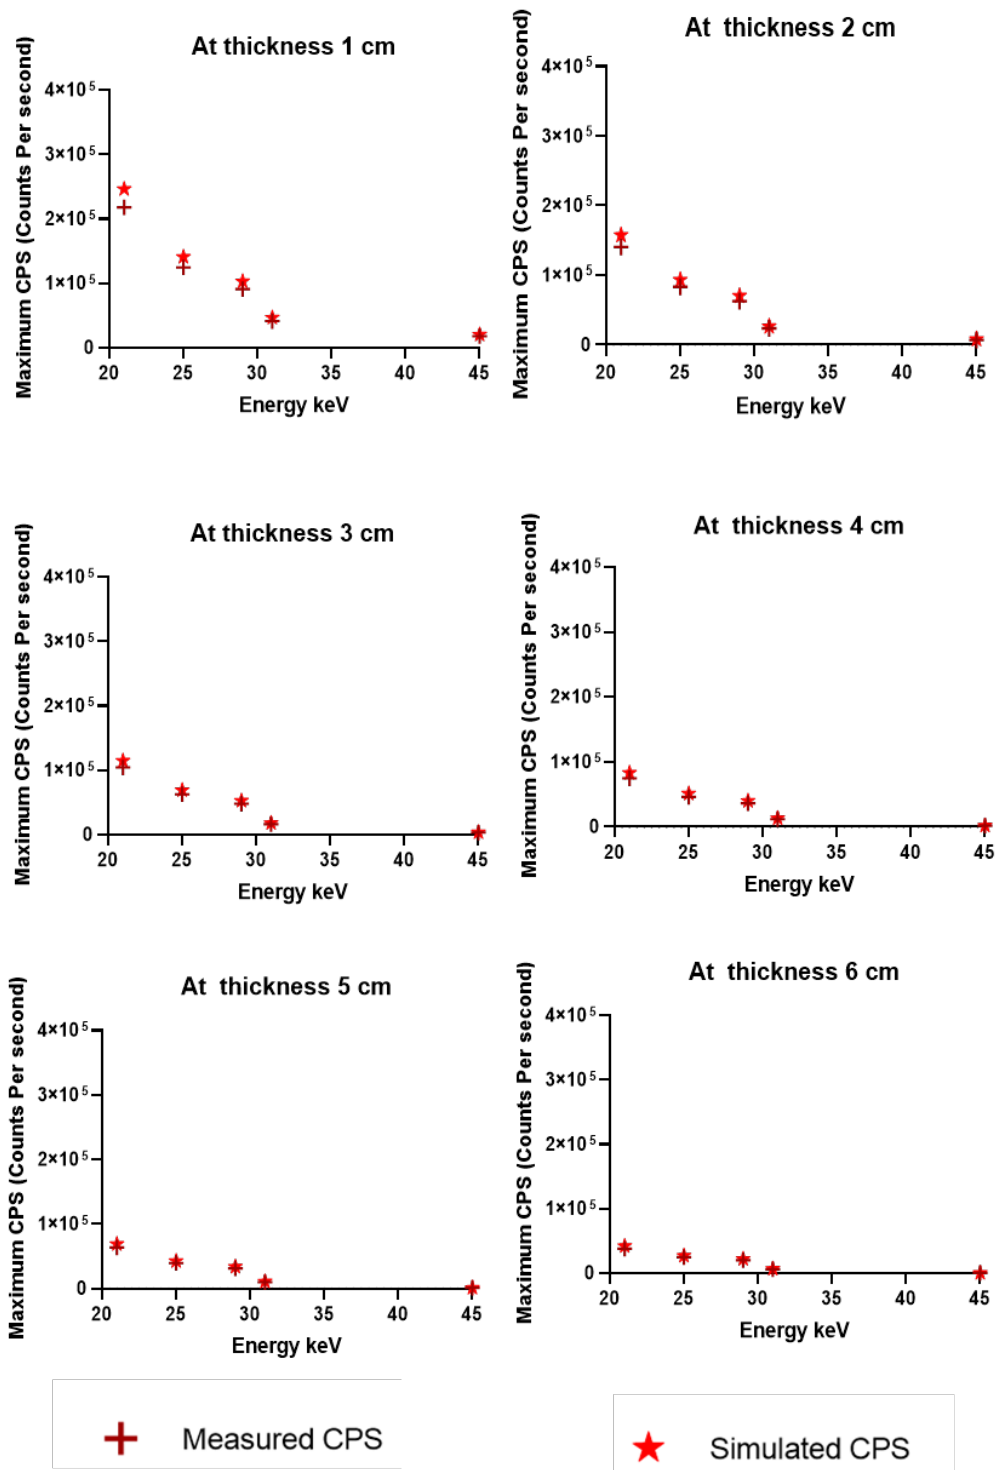 At thickness 1 cm
Maximum CPS (Counts Per second)
4×10⁵
3×10⁵
2×10⁵
1×10⁵
0
20 25 30 35 40 45
Energy keV
At  thickness 2 cm
Maximum CPS (Counts Per second)
4×10⁵
3×10⁵
2×10⁵
1×10⁵
0
20 25 30 35 40 45
Energy keV
At thickness 3 cm
Maximum CPS (Counts Per second)
4×10⁵
3×10⁵
2×10⁵
1×10⁵
0
20 25 30 35 40 45
Energy keV
At  thickness 4 cm
Maximum CPS (Counts Per second)
4×10⁵
3×10⁵
2×10⁵
1×10⁵
0
20 25 30 35 40 45
Energy keV
At  thickness 5 cm
Maximum CPS (Counts Per second)
4×10⁵
3×10⁵
2×10⁵
1×10⁵
0
20 25 30 35 40 45
Energy keV
At  thickness 6 cm
Maximum CPS (Counts Per second)
4×10⁵
3×10⁵
2×10⁵
1×10⁵
0
20 25 30 35 40 45
Energy keV
Measured CPS
Simulated CPS